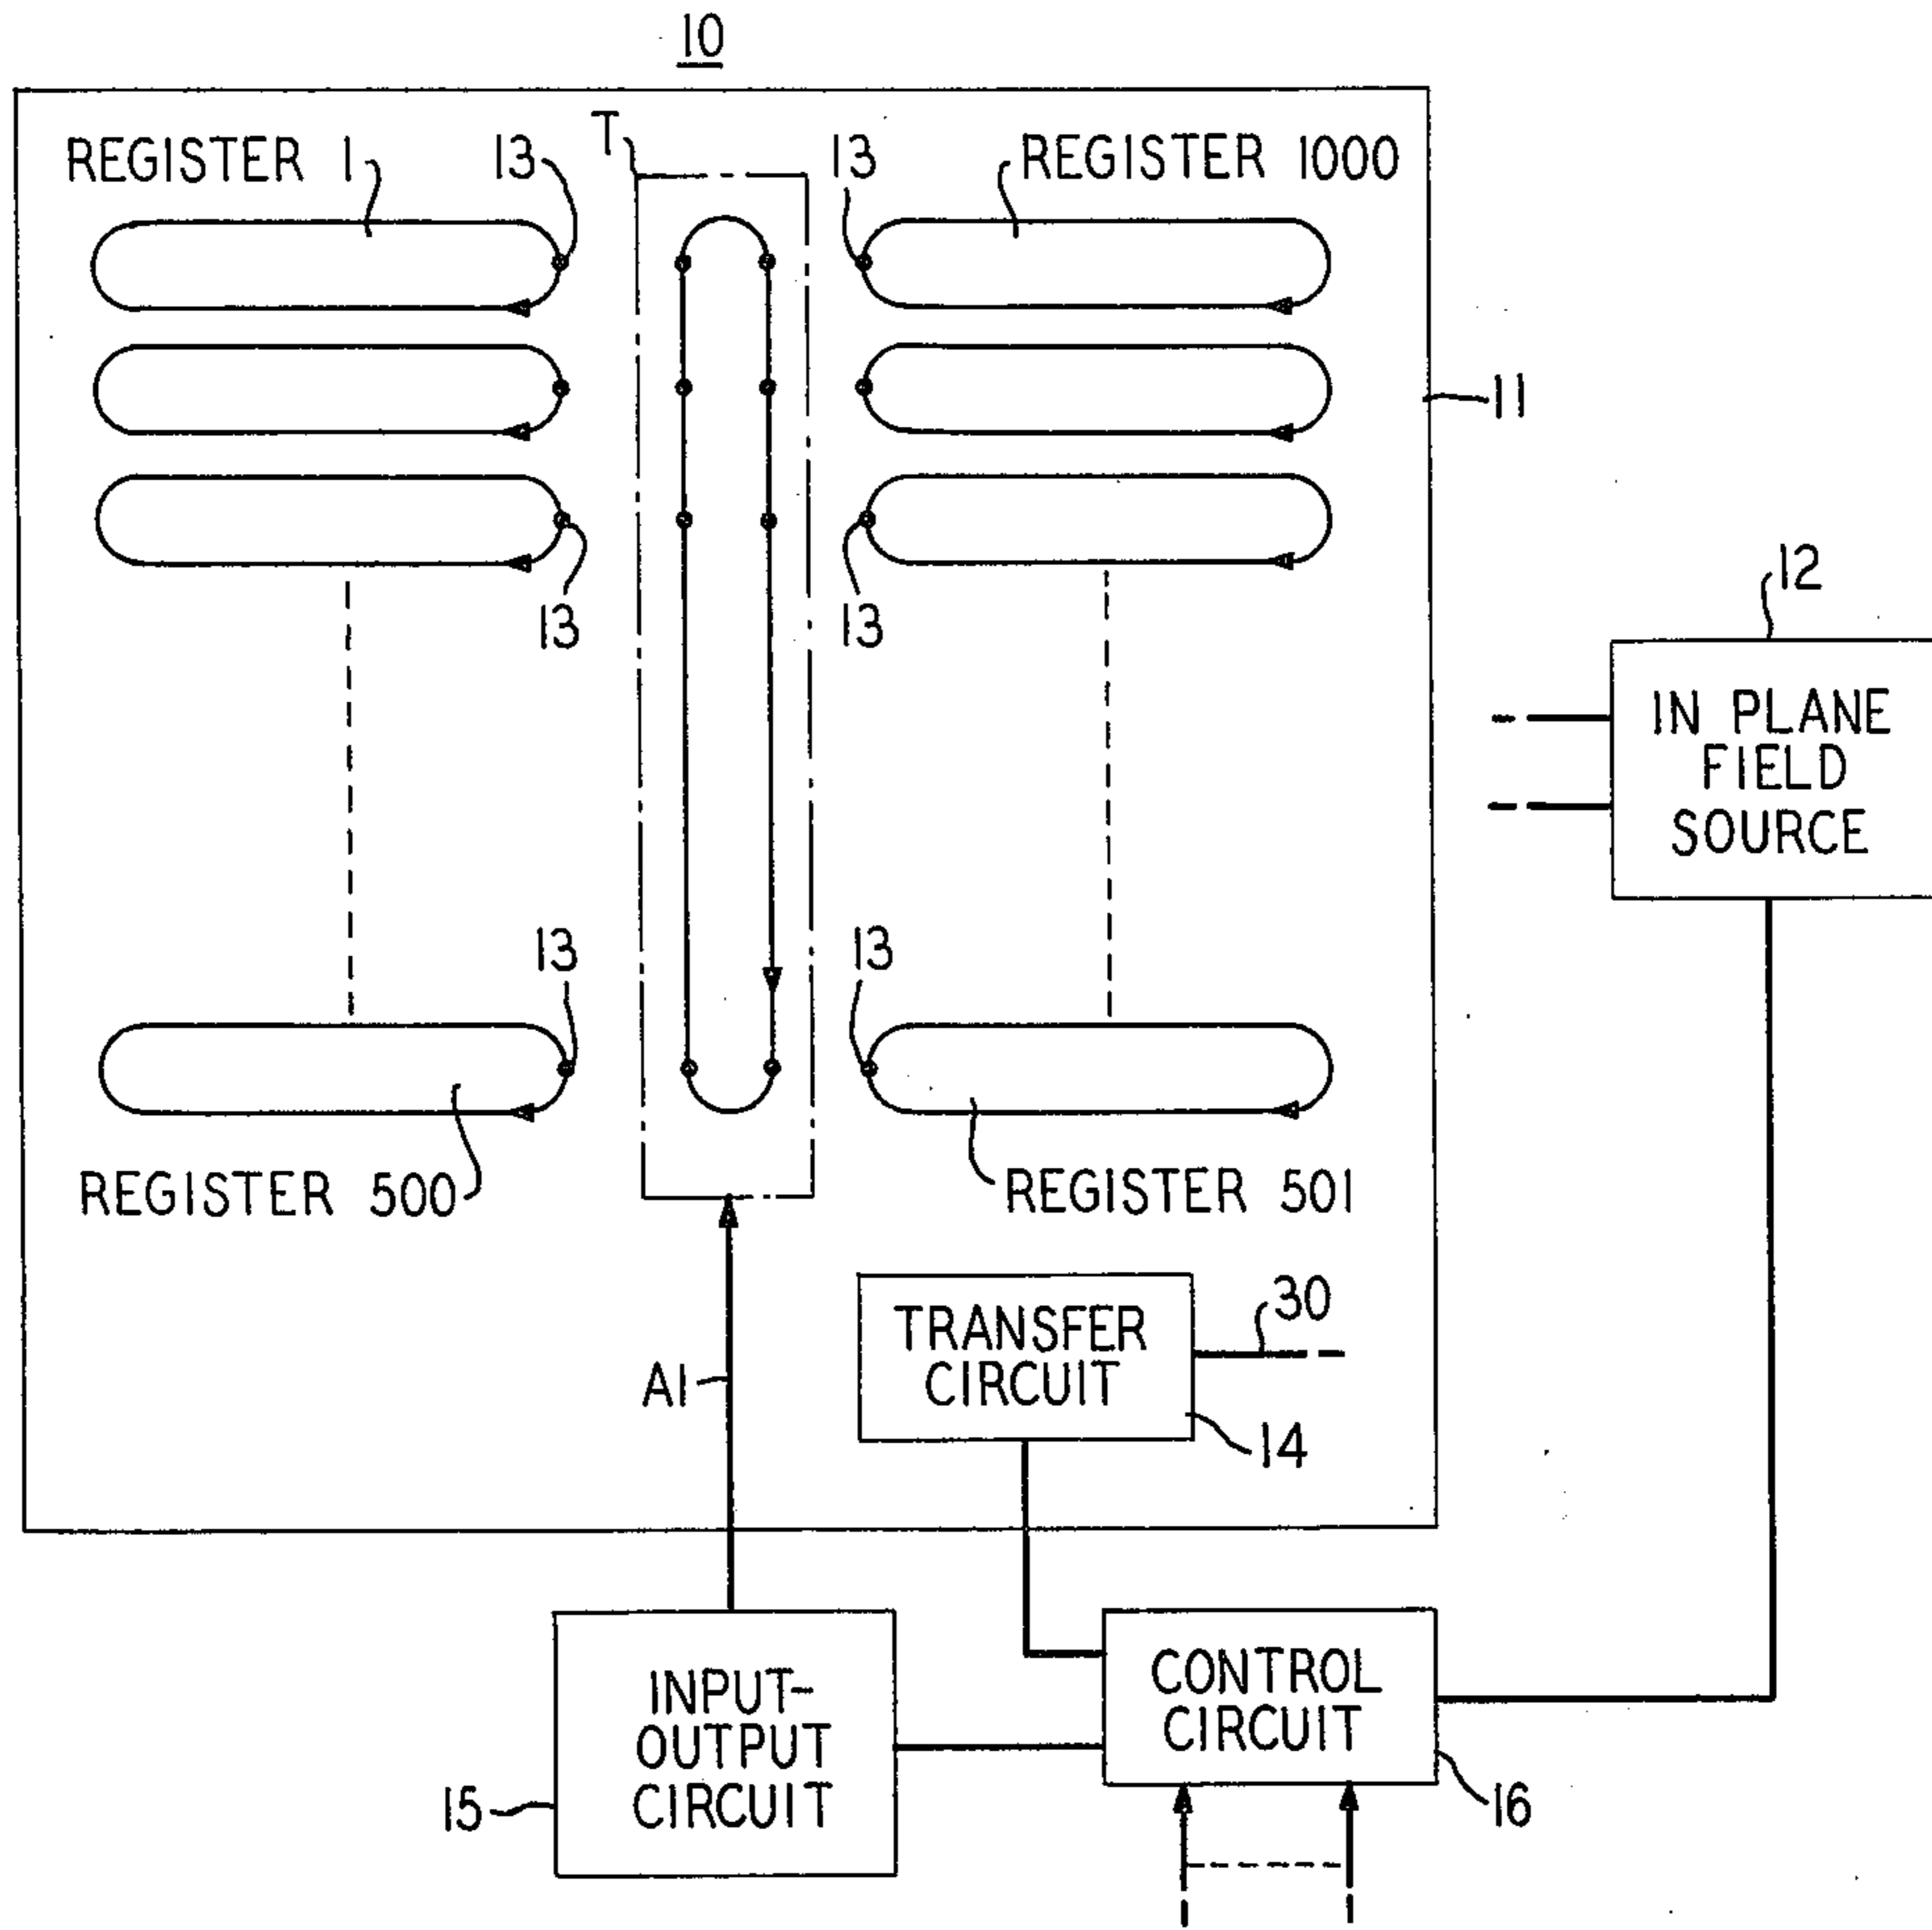 10
REGISTER 1
13
T
13
REGISTER 1000
11
13
13
12
IN PLANE
FIELD
SOURCE
13
13
REGISTER 500
REGISTER 501
TRANSFER
CIRCUIT
30
A1
14
INPUT-
OUTPUT
CIRCUIT
15
CONTROL
CIRCUIT
16